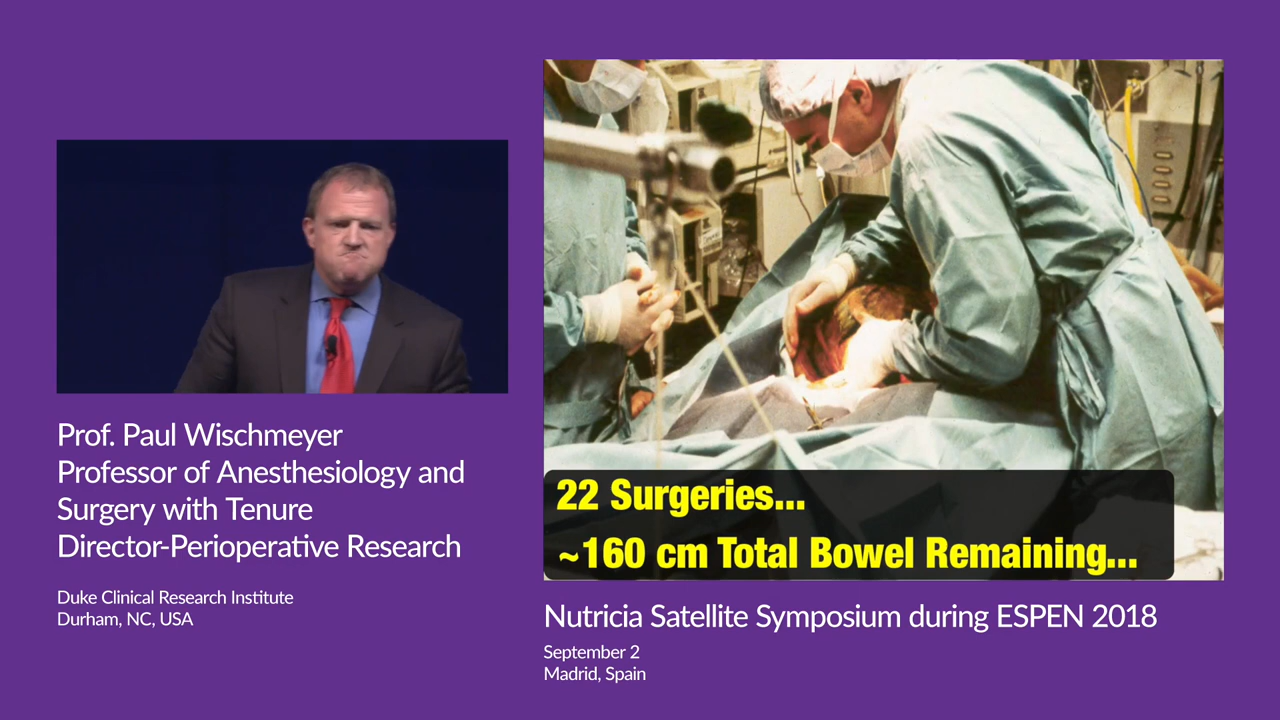 Prof. Paul Wischmeyer
Professor of Anesthesiology and
Surgery with Tenure
Director-Perioperative Research
Duke Clinical Research Institute
Durham, NC, USA
22 Surgeries...
~160 cm Total Bowel Remaining...
Nutricia Satellite Symposium during ESPEN 2018
September 2
Madrid, Spain